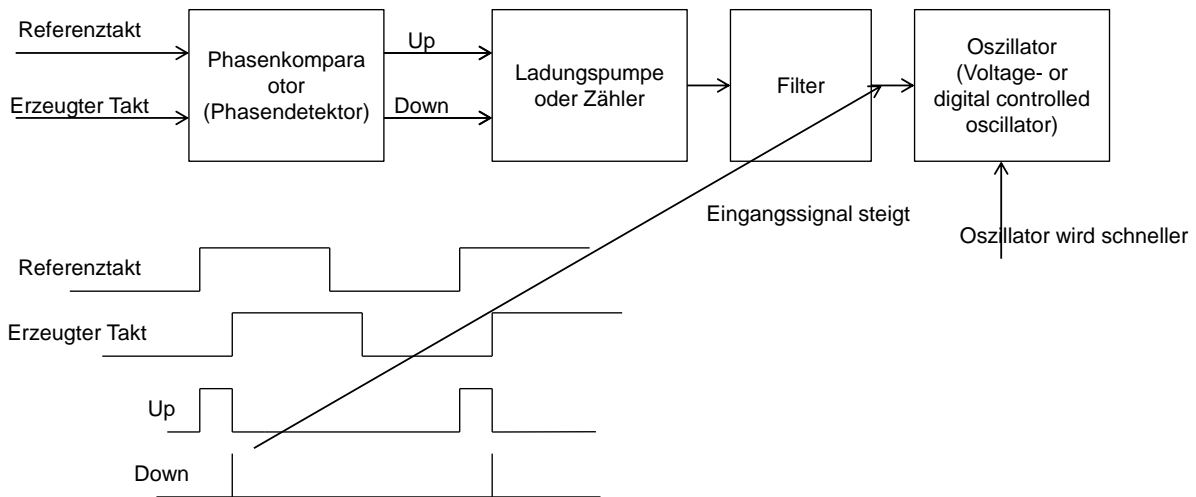 Referenztakt
Erzeugter Takt
Phasenkompara
otor
(Phasendetektor)
Up
Down
Ladungspumpe
oder Zähler
Filter
Oszillator
(Voltage- or
digital controlled
oscillator)
Eingangssignal steigt
Oszillator wird schneller
Referenztakt
Erzeugter Takt
Up
Down